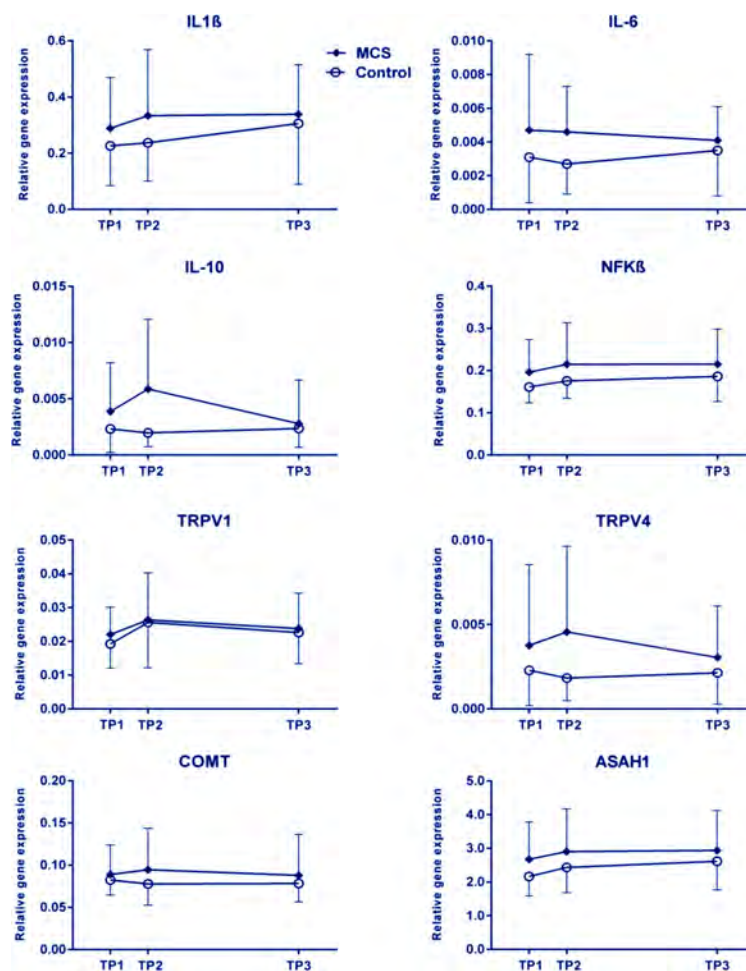 IL1ß
Relative gene expression
0.6
0.4
0.2
0.0
TP1 TP2 TP3
MCS
Control
IL-6
Relative gene expression
0.010
0.008
0.006
0.004
0.002
0.000
TP1 TP2 TP3
IL-10
Relative gene expression
0.015
0.010
0.005
0.000
TP1 TP2 TP3
NFKß
Relative gene expression
0.4
0.3
0.2
0.1
0.0
TP1 TP2 TP3
TRPV1
Relative gene expression
0.05
0.04
0.03
0.02
0.01
0.00
TP1 TP2 TP3
TRPV4
Relative gene expression
0.010
0.005
0.000
TP1 TP2 TP3
COMT
Relative gene expression
0.20
0.15
0.10
0.05
0.00
TP1 TP2 TP3
ASAH1
Relative gene expression
5.0
4.0
3.0
2.0
1.0
0.0
TP1 TP2 TP3